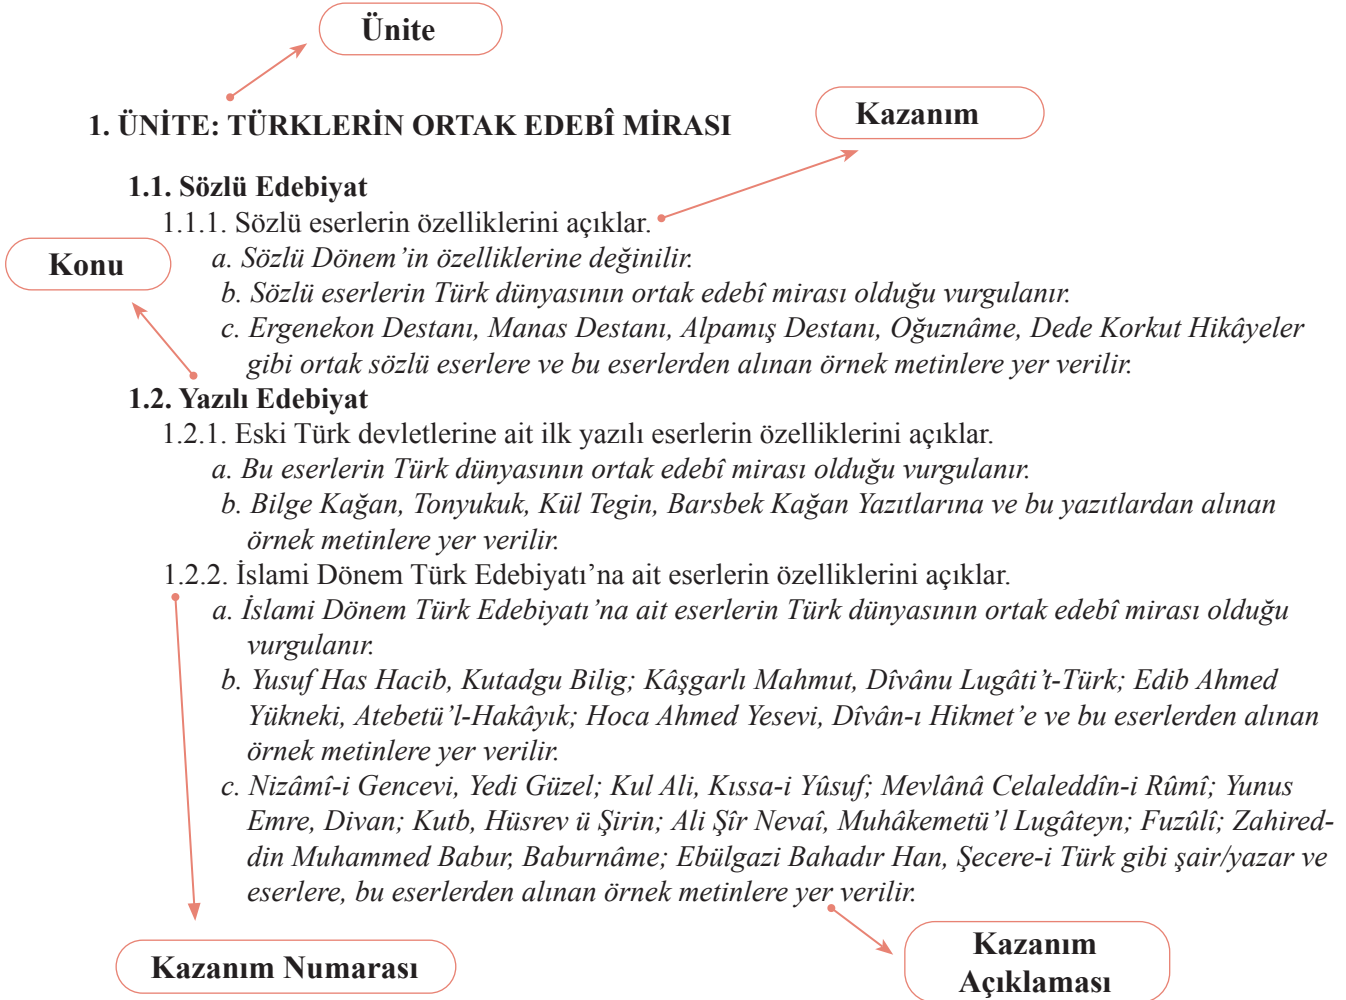 Ünite
1. ÜNİTE: TÜRKLERİN ORTAK EDEBÎ MİRASI
Kazanım
1.1. Sözlü Edebiyat
1.1.1. Sözlü eserlerin özelliklerini açıklar.
Konu
a. Sözlü Dönem’in özelliklerine değinilir.
b. Sözlü eserlerin Türk dünyasının ortak edebî mirası olduğu vurgulanır.
c. Ergenekon Destanı, Manas Destanı, Alpamış Destanı, Oğuznâme, Dede Korkut Hikâyeler
gibi ortak sözlü eserlere ve bu eserlerden alınan örnek metinlere yer verilir.
1.2. Yazılı Edebiyat
1.2.1. Eski Türk devletlerine ait ilk yazılı eserlerin özelliklerini açıklar.
a. Bu eserlerin Türk dünyasının ortak edebî mirası olduğu vurgulanır.
b. Bilge Kağan, Tonyukuk, Kül Tegin, Barsbek Kağan Yazıtlarına ve bu yazıtlardan alınan
örnek metinlere yer verilir.
1.2.2. İslami Dönem Türk Edebiyatı’na ait eserlerin özelliklerini açıklar.
a. İslami Dönem Türk Edebiyatı’na ait eserlerin Türk dünyasının ortak edebî mirası olduğu
vurgulanır.
b. Yusuf Has Hacib, Kutadgu Bilig; Kâşgarlı Mahmut, Dîvânu Lugâti’t-Türk; Edib Ahmed
Yükneki, Atebetü’l-Hakâyık; Hoca Ahmed Yesevi, Dîvân-ı Hikmet’e ve bu eserlerden alınan
örnek metinlere yer verilir.
c. Nizâmî-i Gencevi, Yedi Güzel; Kul Ali, Kıssa-i Yûsuf; Mevlânâ Celaleddîn-i Rûmî; Yunus
Emre, Divan; Kutb, Hüsrev ü Şirin; Ali Şîr Nevaî, Muhâkemetü’l Lugâteyn; Fuzûlî; Zahired-
din Muhammed Babur, Baburnâme; Ebülgazi Bahadır Han, Şecere-i Türk gibi şair/yazar ve
eserlere, bu eserlerden alınan örnek metinlere yer verilir.
Kazanım Numarası
Kazanım
Açıklaması